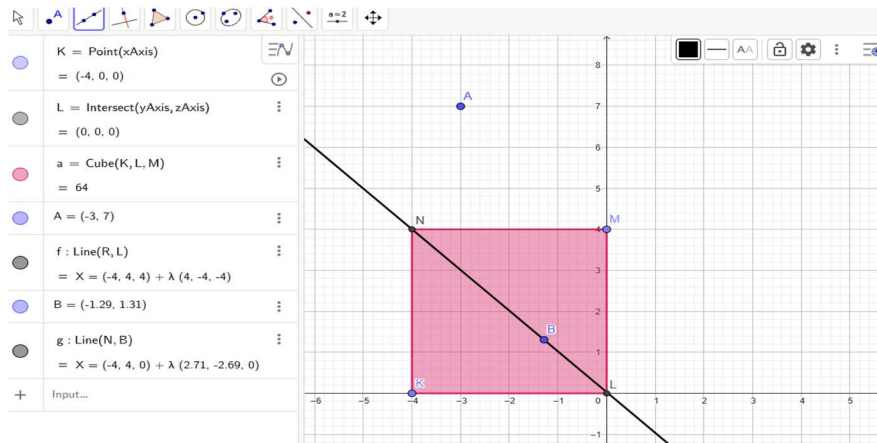 A
a=2
K = Point(xAxis)
= (-4, 0, 0)
L = Intersect(yAxis, zAxis)
= (0, 0, 0)
a = Cube(K, L, M)
= 64
A = (-3, 7)
f : Line(R, L)
= X = (-4, 4, 4) + λ (4, -4, -4)
B = (-1.29, 1.31)
g : Line(N, B)
= X = (-4, 4, 0) + λ (2.71, -2.69, 0)
+ Input...
AA
8
A
7
6
5
N
M
4
3
2
B
1
K
L
-6 -5 -4 -3 -2 -1 0 1 2 3 4 5
-1